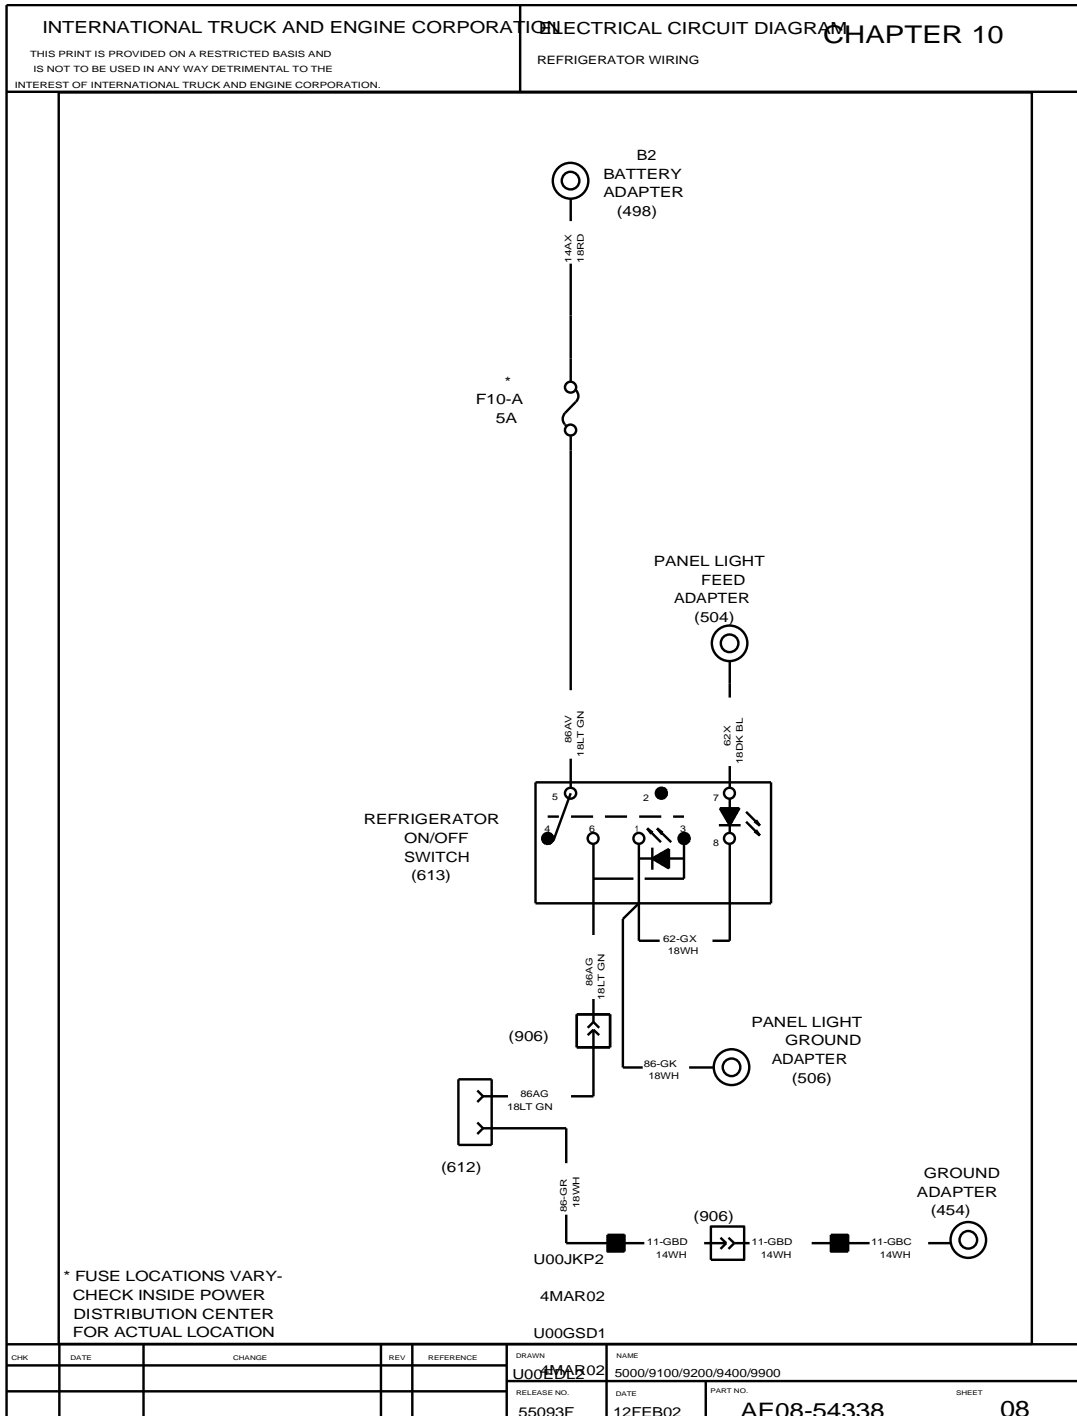 INTERNATIONAL TRUCK AND ENGINE CORPORATION
THIS PRINT IS PROVIDED ON A RESTRICTED BASIS AND
IS NOT TO BE USED IN ANY WAY DETRIMENTAL TO THE
INTEREST OF INTERNATIONAL TRUCK AND ENGINE CORPORATION.
ELECTRICAL CIRCUIT DIAGRAM
REFRIGERATOR WIRING
CHAPTER 10
B2
BATTERY
ADAPTER
(498)
14AX
18RD
*
F10-A
5A
PANEL LIGHT
FEED
ADAPTER
(504)
86AV
18LT GN
62X
18DK BL
REFRIGERATOR
ON/OFF
SWITCH
(613)
5
2
7
4
6
1
3
8
62-GX
18WH
86AG
18LT GN
(906)
PANEL LIGHT
GROUND
ADAPTER
(506)
86-GK
18WH
86AG
18LT GN
(612)
86-GR
18WH
GROUND
ADAPTER
(454)
(906)
11-GBD
14WH
11-GBD
14WH
11-GBC
14WH
U00JKP2
4MAR02
U00GSD1
4MAR02
* FUSE LOCATIONS VARY-
CHECK INSIDE POWER
DISTRIBUTION CENTER
FOR ACTUAL LOCATION
CHK
DATE
CHANGE
REV
REFERENCE
DRAWN
U00EDL2
NAME
5000/9100/9200/9400/9900
RELEASE NO.
55093F
DATE
12FEB02
PART NO.
AE08-54338
SHEET
08